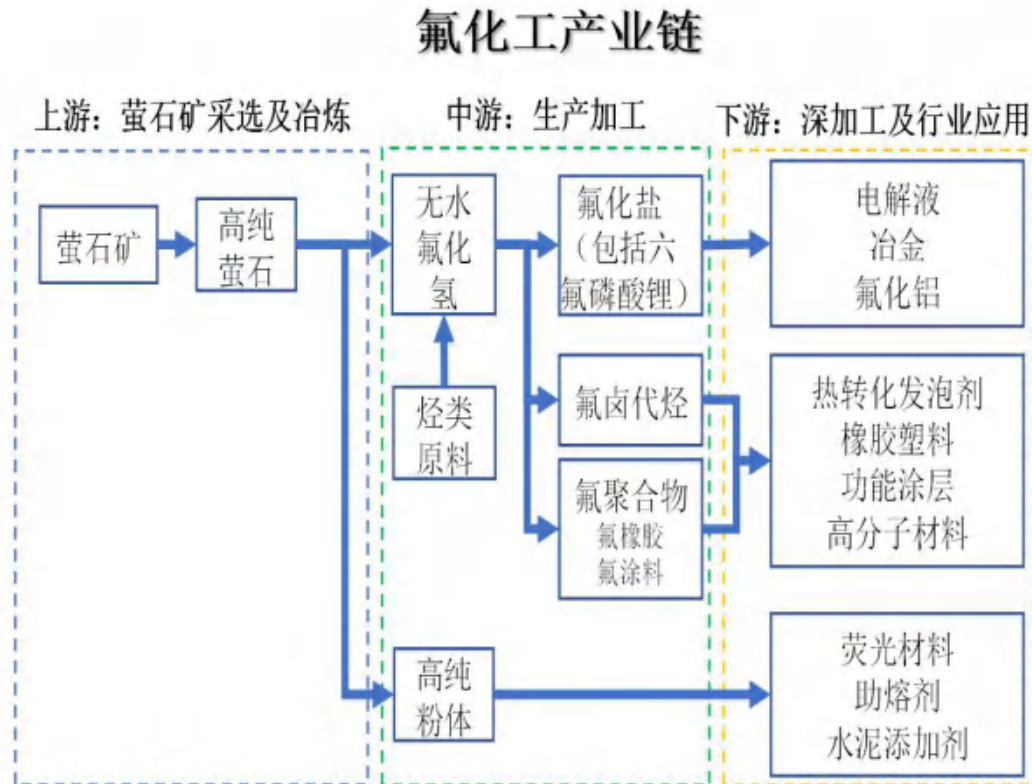 氟化工产业链
上游：萤石矿采选及冶炼
中游：生产加工
下游：深加工及行业应用
萤石矿
高纯
萤石
无水
氟化
氢
氟化盐
（包括六
氟磷酸锂）
电解液
冶金
氟化铝
烃类
原料
氟卤代烃
氟聚合物
氟橡胶
氟涂料
热转化发泡剂
橡胶塑料
功能涂层
高分子材料
高纯
粉体
荧光材料
助熔剂
水泥添加剂